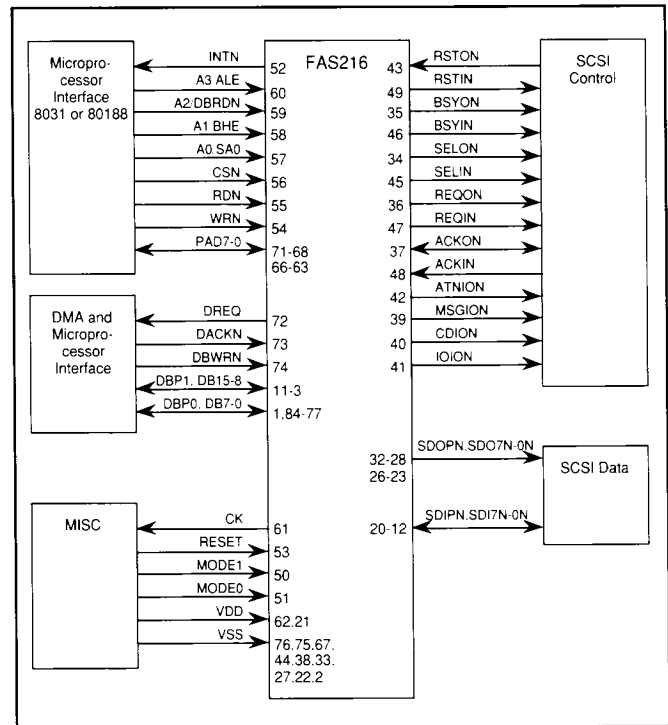 Micropro-
cessor
Interface
8031 or 80188
INTN
A3 ALE
A2/DBRDN
A1 BHE
A0 SA0
CSN
RDN
WRN
PAD7-0
52
60
59
58
57
56
55
54
71-68
66-63
FAS216
43
49
35
46
34
45
36
47
37
48
42
39
40
41
RSTON
RSTIN
BSYON
BSYIN
SELON
SELIN
REQON
REQIN
ACKON
ACKIN
ATNION
MSGION
CDION
IOION
SCSI
Control
DMA and
Micropro-
cessor
Interface
DREQ
DACKN
DBWRN
DBP1, DB15-8
DBP0, DB7-0
72
73
74
11-3
1.84-77
32-28
26-23
20-12
SDOPN.SDO7N-0N
SDIPN.SDI7N-0N
SCSI Data
MISC
CK
RESET
MODE1
MODE0
VDD
VSS
61
53
50
51
62.21
76.75.67.
44.38.33.
27.22.2